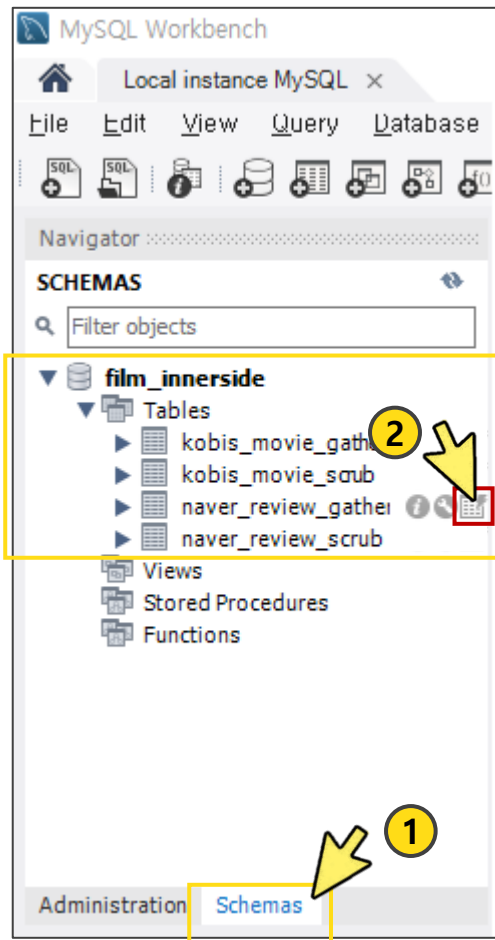 MySQL Workbench
Local instance MySQL
File Edit View Query Database
SQL SQL
Navigator
SCHEMAS
Filter objects
film_innerside
Tables
2
kobis_movie_gath
kobis_movie_scrub
naver_review_gather
naver_review_scrub
Views
Stored Procedures
Functions
1
Administration Schemas